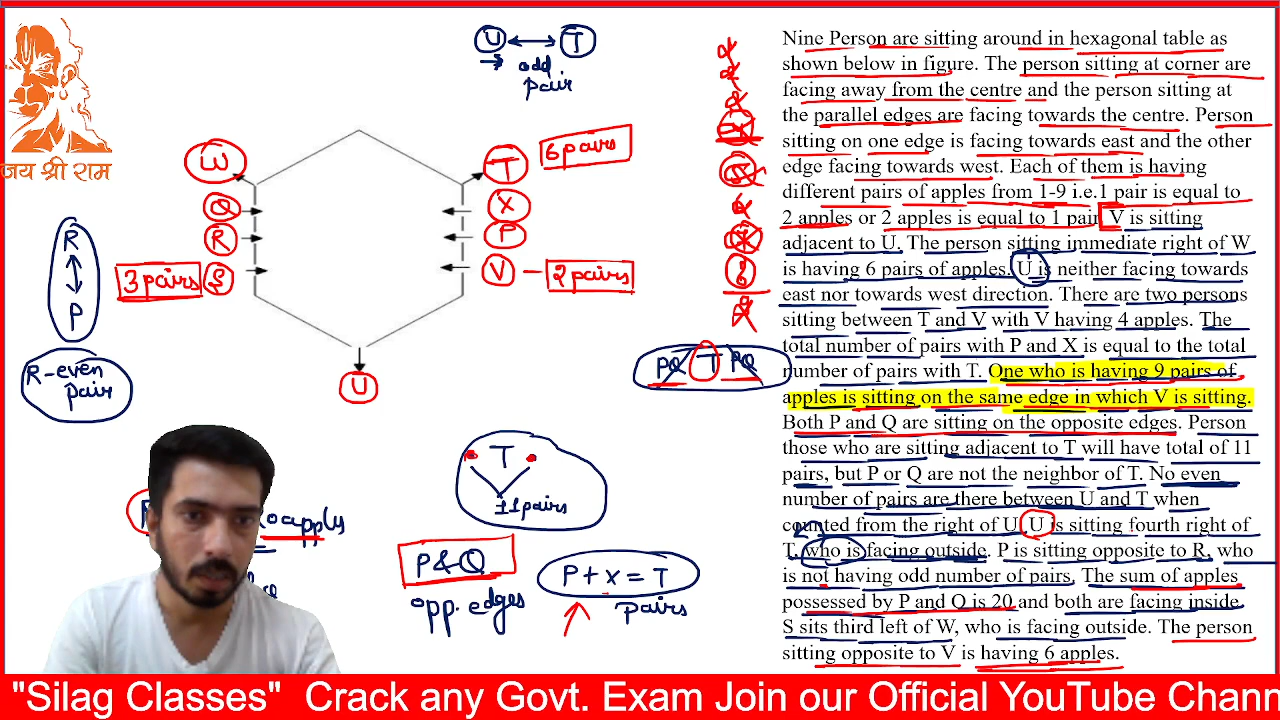 जय श्री राम
U ↔ T
odd
pair
W
T
6 pairs
Q
X
R
P
3 pairs
S
V
2 pairs
U
R
P
R-even
pair
PQ T PQ
T
11 pairs
P & Q
opp. edges
P + x = T
pairs
Nine Person are sitting around in hexagonal table as
shown below in figure. The person sitting at corner are
facing away from the centre and the person sitting at
the parallel edges are facing towards the centre. Person
sitting on one edge is facing towards east and the other
edge facing towards west. Each of them is having
different pairs of apples from 1-9 i.e.1 pair is equal to
2 apples or 2 apples is equal to 1 pair. V is sitting
adjacent to U. The person sitting immediate right of W
is having 6 pairs of apples. U is neither facing towards
east nor towards west direction. There are two persons
sitting between T and V with V having 4 apples. The
total number of pairs with P and X is equal to the total
number of pairs with T. One who is having 9 pairs of
apples is sitting on the same edge in which V is sitting.
Both P and Q are sitting on the opposite edges. Person
those who are sitting adjacent to T will have total of 11
pairs, but P or Q are not the neighbor of T. No even
number of pairs are there between U and T when
counted from the right of U. U is sitting fourth right of
T, who is facing outside. P is sitting opposite to R, who
is not having odd number of pairs. The sum of apples
possessed by P and Q is 20 and both are facing inside.
S sits third left of W, who is facing outside. The person
sitting opposite to V is having 6 apples.
"Silag Classes" Crack any Govt. Exam Join our Official YouTube Chann